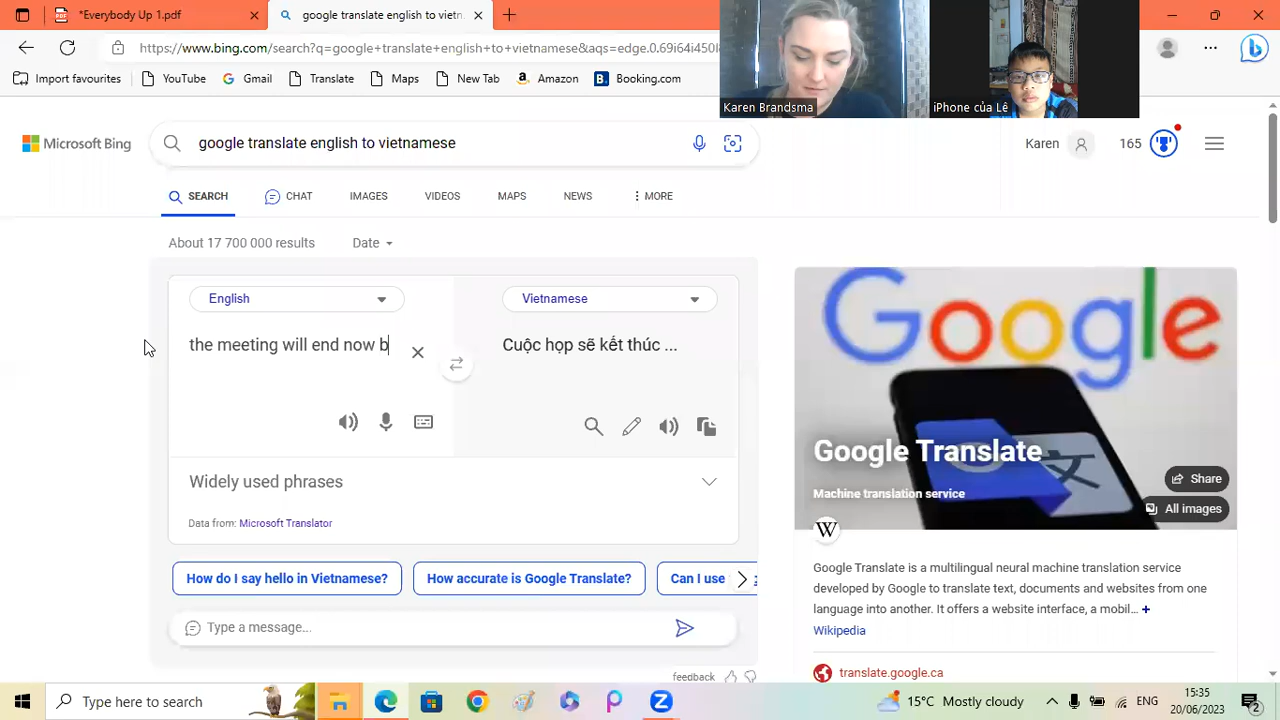 *Everybody Up 1.pdf
google translate english to vietn
https://www.bing.com/search?q=google+translate+english+to+vietnamese&aqs=edge.0.69i64i450l
Import favourites
YouTube
Gmail
Translate
Maps
New Tab
Amazon
Booking.com
Karen Brandsma
iPhone của Lê
Microsoft Bing
google translate english to vietnamese
Karen
165
SEARCH
CHAT
IMAGES
VIDEOS
MAPS
NEWS
MORE
About 17 700 000 results
Date
English
Vietnamese
the meeting will end now b
Cuộc họp sẽ kết thúc ...
Widely used phrases
Data from: Microsoft Translator
How do I say hello in Vietnamese?
How accurate is Google Translate?
Can I use
Type a message...
feedback
Google
Google Translate
Machine translation service
Share
All images
W
Google Translate is a multilingual neural machine translation service
developed by Google to translate text, documents and websites from one
language into another. It offers a website interface, a mobil... +
Wikipedia
translate.google.ca
Type here to search
15°C Mostly cloudy
ENG
15:35
20/06/2023
2